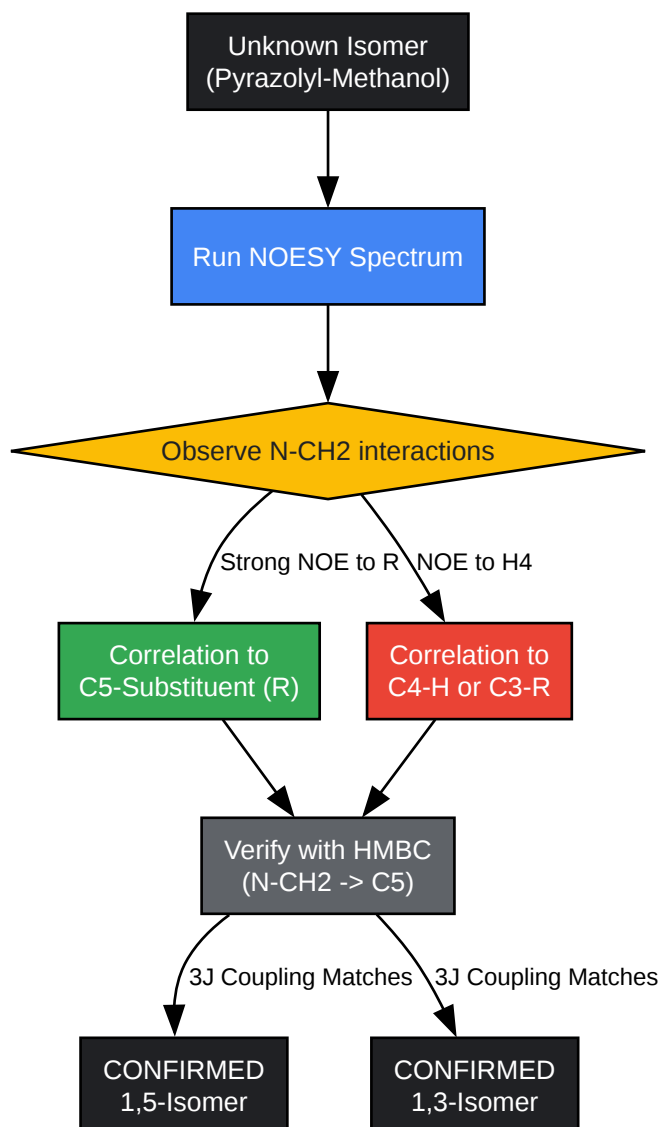 Unknown Isomer
(Pyrazolyl-Methanol)
Run NOESY Spectrum
Observe N-CH2 interactions
Strong NOE to R
NOE to H4
Correlation to
C5-Substituent (R)
Correlation to
C4-H or C3-R
Verify with HMBC
(N-CH2 -> C5)
3J Coupling Matches
3J Coupling Matches
CONFIRMED
1,5-Isomer
CONFIRMED
1,3-Isomer